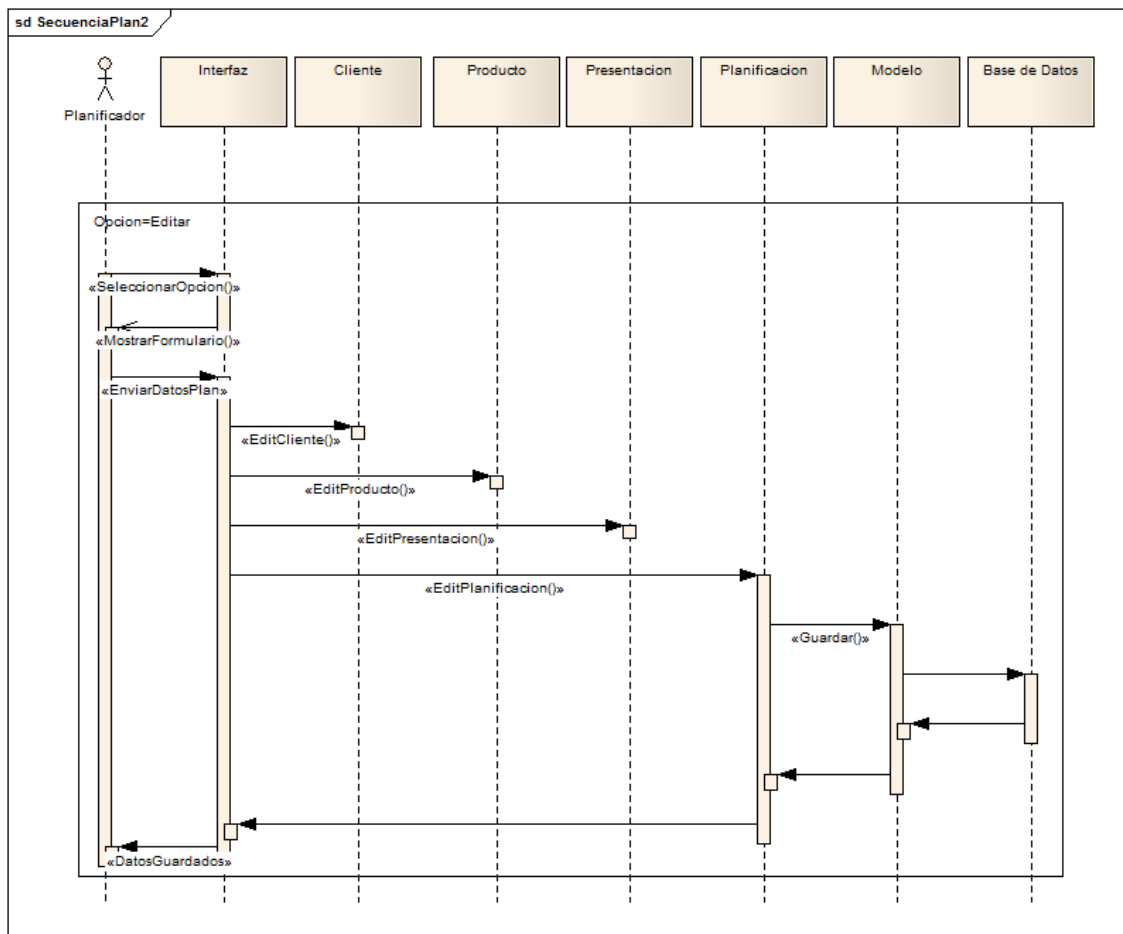 sd SecuenciaPlan2
Planificador
Interfaz
Cliente
Producto
Presentacion
Planificacion
Modelo
Base de Datos
Opcion=Editar
«SeleccionarOpcion()»
«MostrarFormulario()»
«EnviarDatosPlan»
«EditCliente()»
«EditProducto()»
«EditPresentacion()»
«EditPlanificacion()»
«Guardar()»
«DatosGuardados»